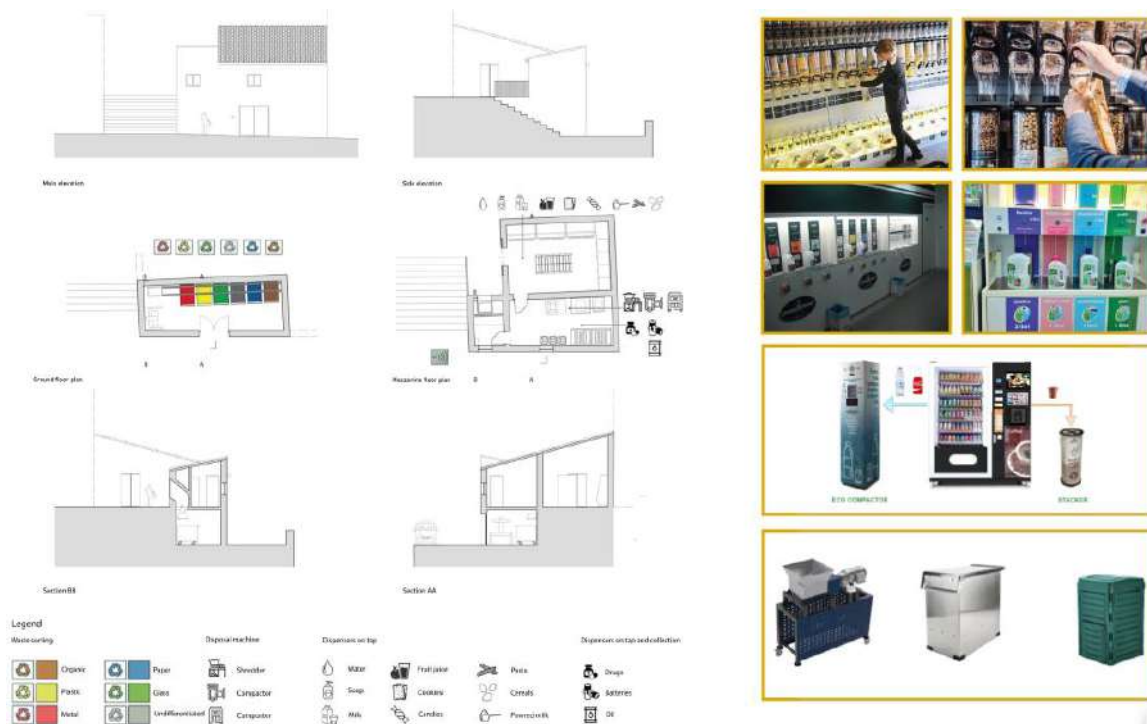 Main elevation
Side elevation
B
A
Ground floor plan
Mezzanine floor plan
B
A
Section BB
Section AA
ECO COMPACTOR
STACKER
Legend
Waste sorting
Disposal machine
Dispensers on tap
Dispensers on tap and collection
Organic
Paper
Shredder
Water
Fruit juice
Pasta
Drugs
Plastic
Glass
Compactor
Soap
Cookies
Cereals
Batteries
Metal
Undifferentiated
Composter
Milk
Candies
Oil